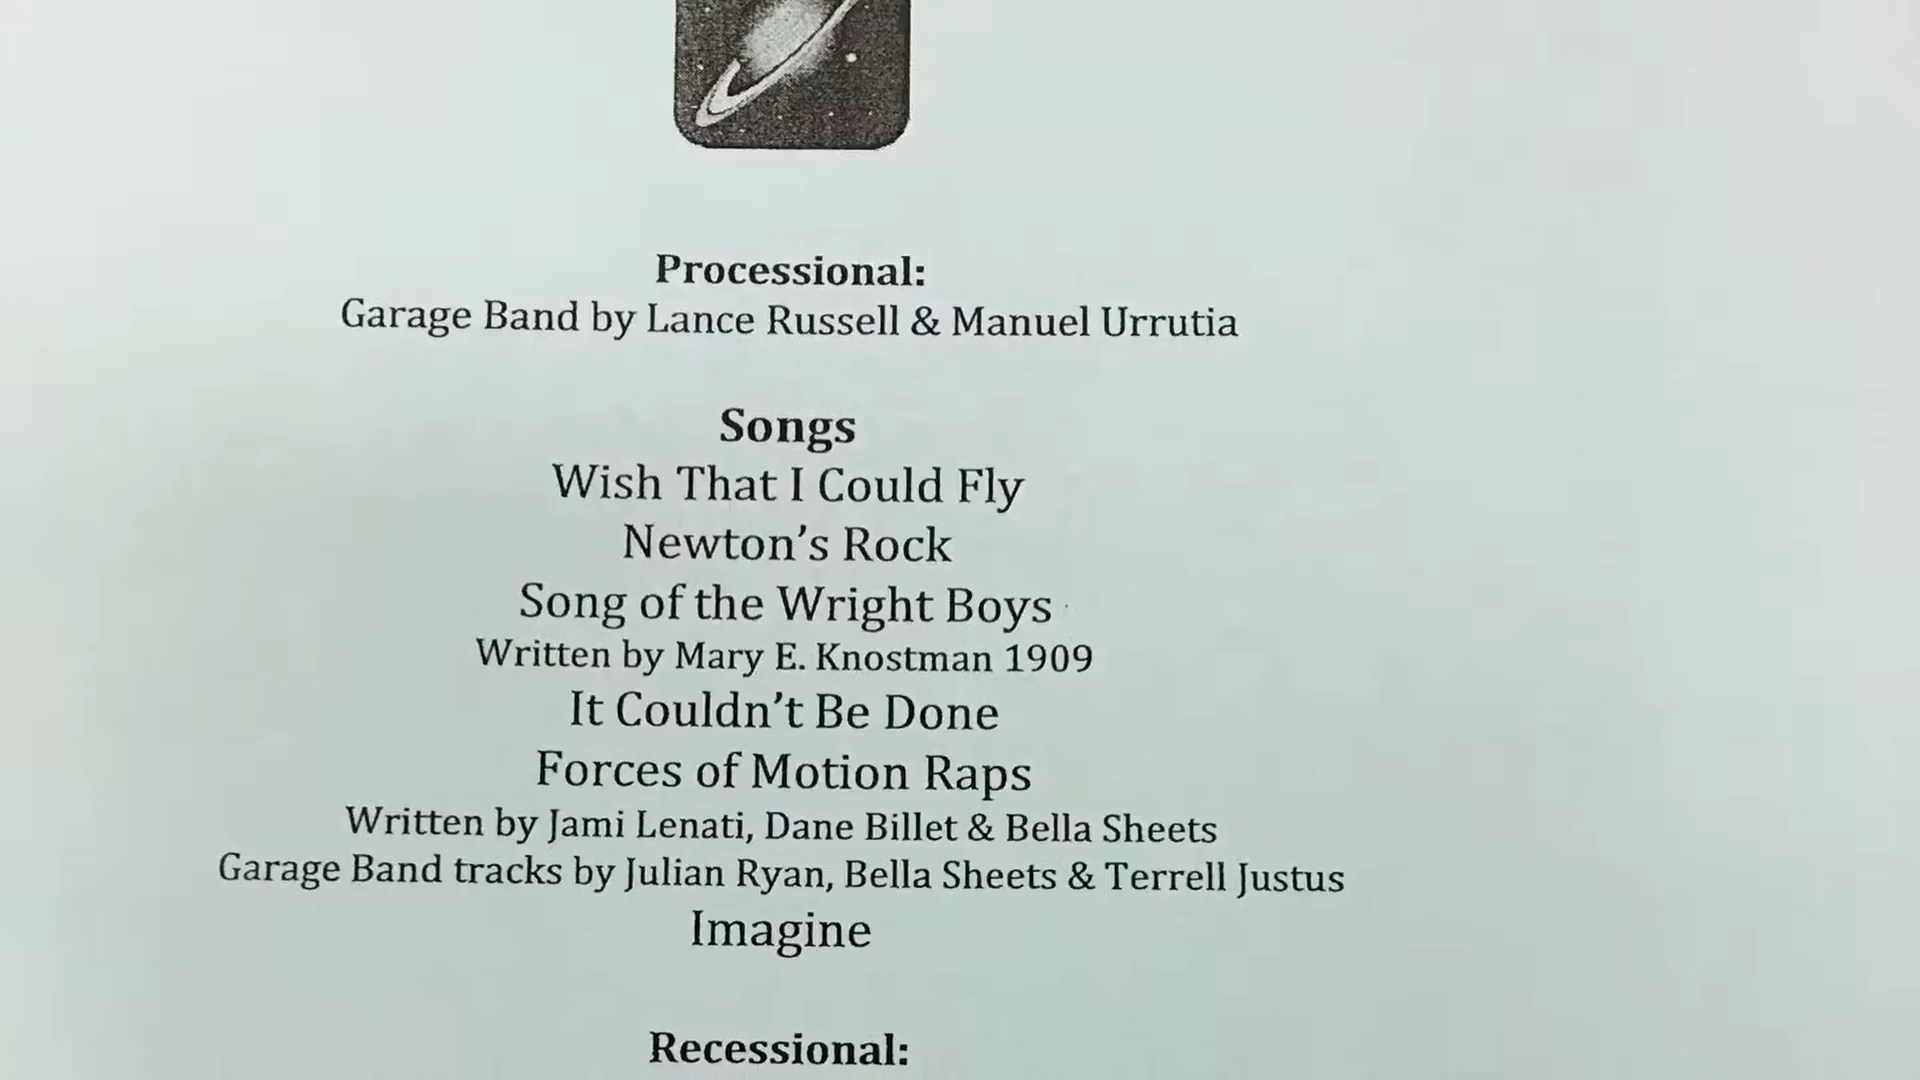 Processional:
Garage Band by Lance Russell & Manuel Urrutia
Songs
Wish That I Could Fly
Newton's Rock
Song of the Wright Boys
Written by Mary E. Knostman 1909
It Couldn't Be Done
Forces of Motion Raps
Written by Jami Lenati, Dane Billet & Bella Sheets
Garage Band tracks by Julian Ryan, Bella Sheets & Terrell Justus
Imagine
Recessional: